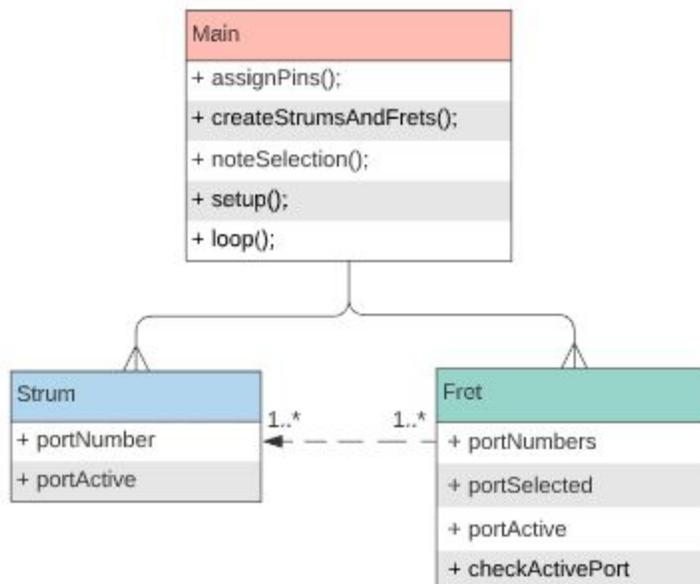 Main
+ assignPins();
+ createStrumsAndFrets();
+ noteSelection();
+ setup();
+ loop();
Strum
+ portNumber
+ portActive
1..*
1..*
Fret
+ portNumbers
+ portSelected
+ portActive
+ checkActivePort